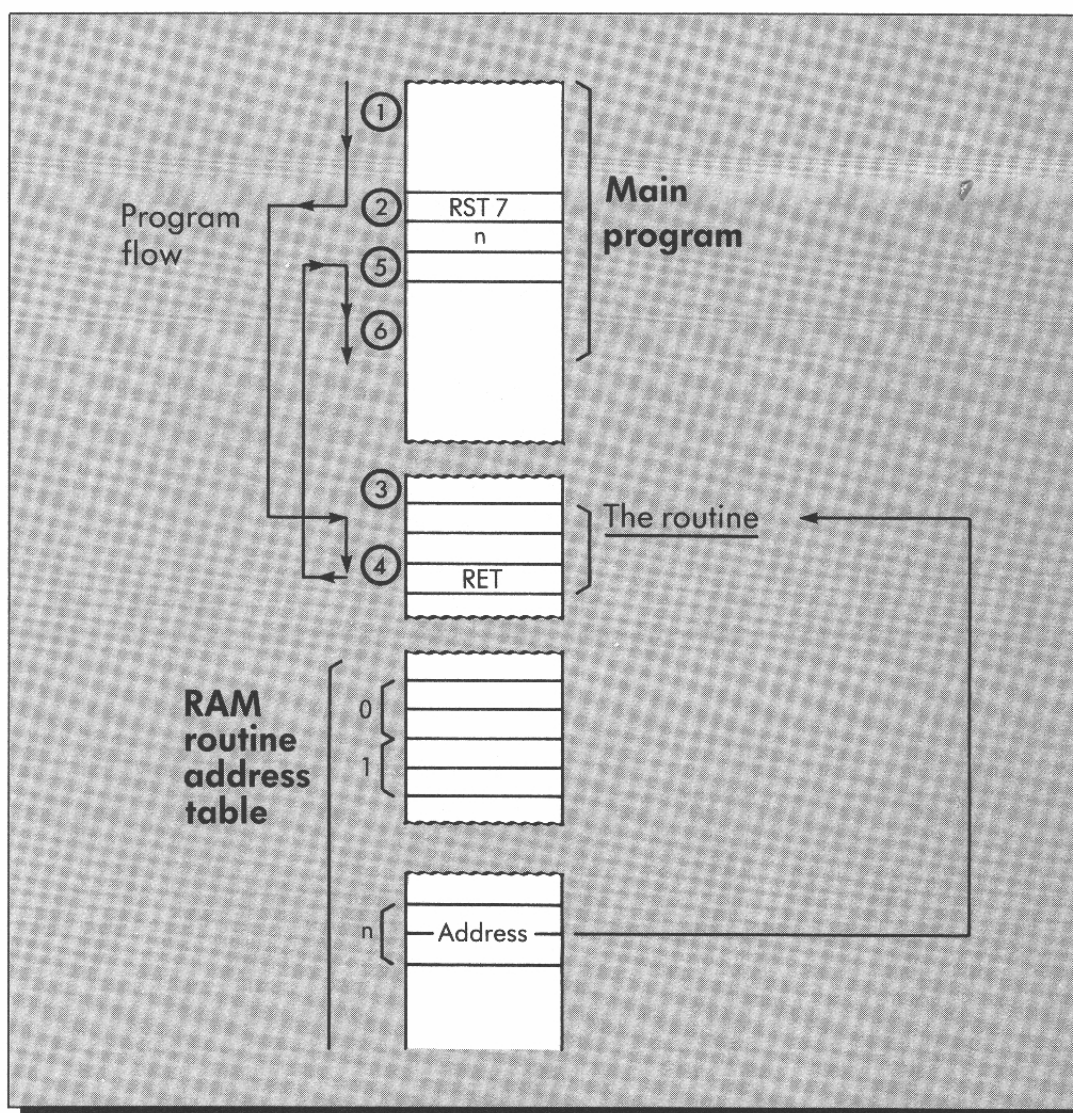 1
Program
flow
2
RST 7
n
5
6
Main
program
3
The routine
4
RET
RAM
routine
address
table
0
1
n
Address